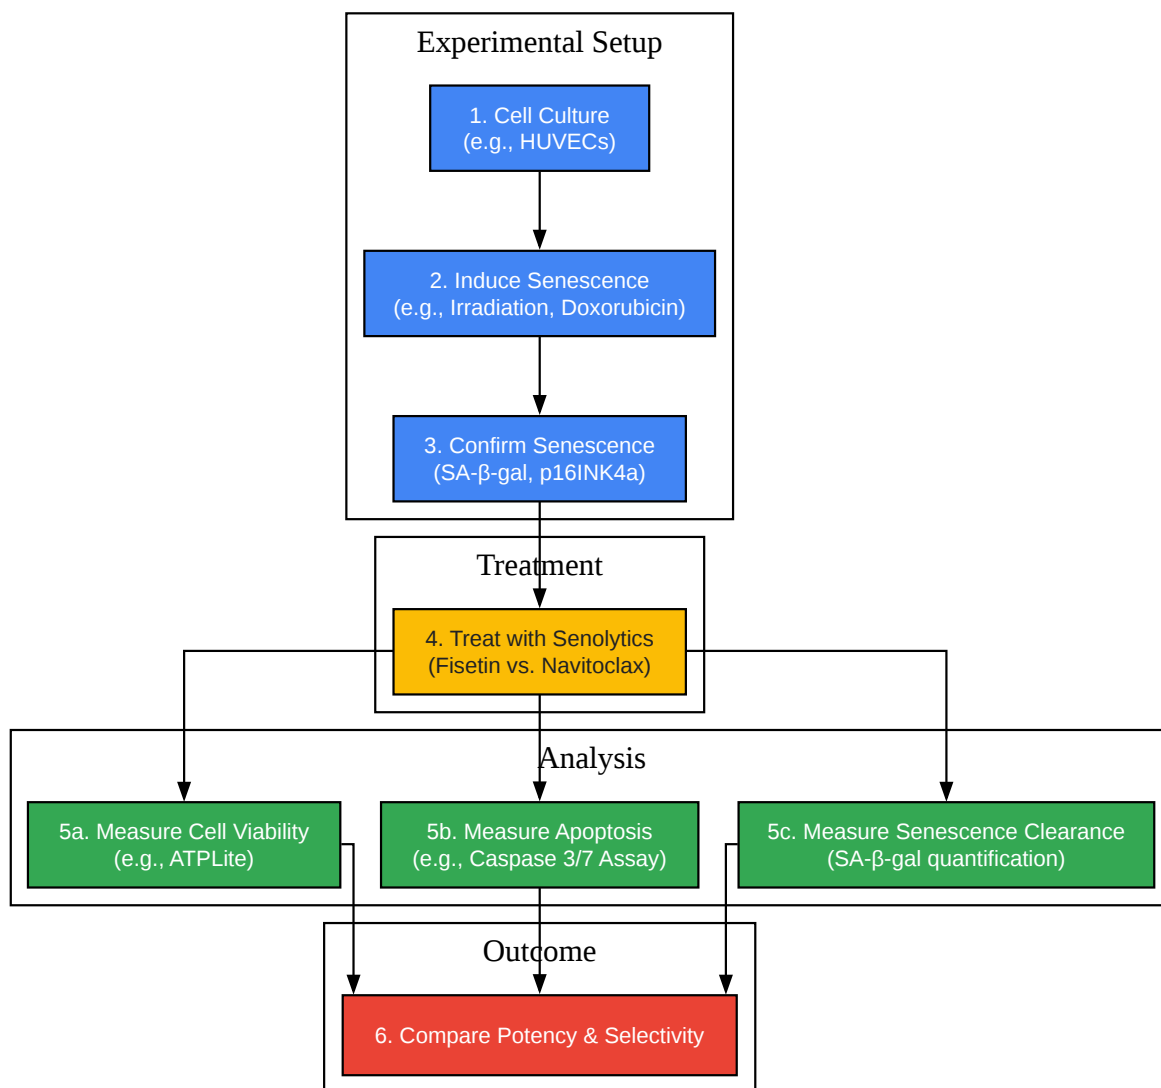 Experimental Setup
1. Cell Culture
(e.g., HUVECs)
2. Induce Senescence
(e.g., Irradiation, Doxorubicin)
3. Confirm Senescence
(SA-β-gal, p16INK4a)
Treatment
4. Treat with Senolytics
(Fisetin vs. Navitoclax)
Analysis
5a. Measure Cell Viability
(e.g., ATPLite)
5b. Measure Apoptosis
(e.g., Caspase 3/7 Assay)
5c. Measure Senescence Clearance
(SA-β-gal quantification)
Outcome
6. Compare Potency & Selectivity